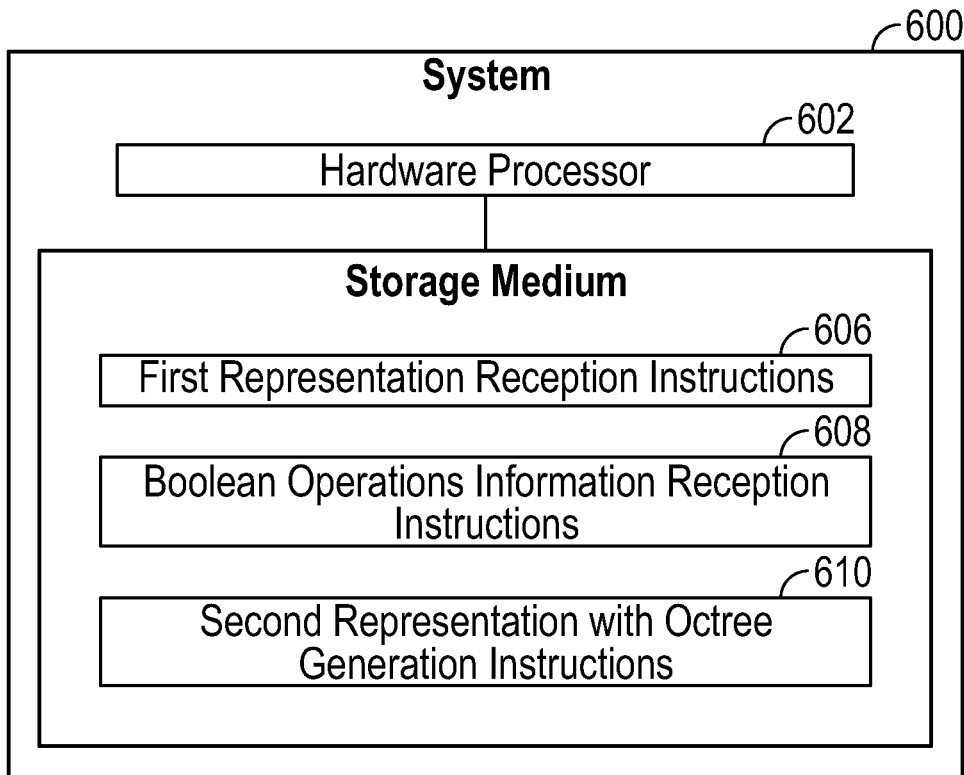 600
System
602
Hardware Processor
Storage Medium
606
First Representation Reception Instructions
608
Boolean Operations Information Reception
Instructions
610
Second Representation with Octree
Generation Instructions